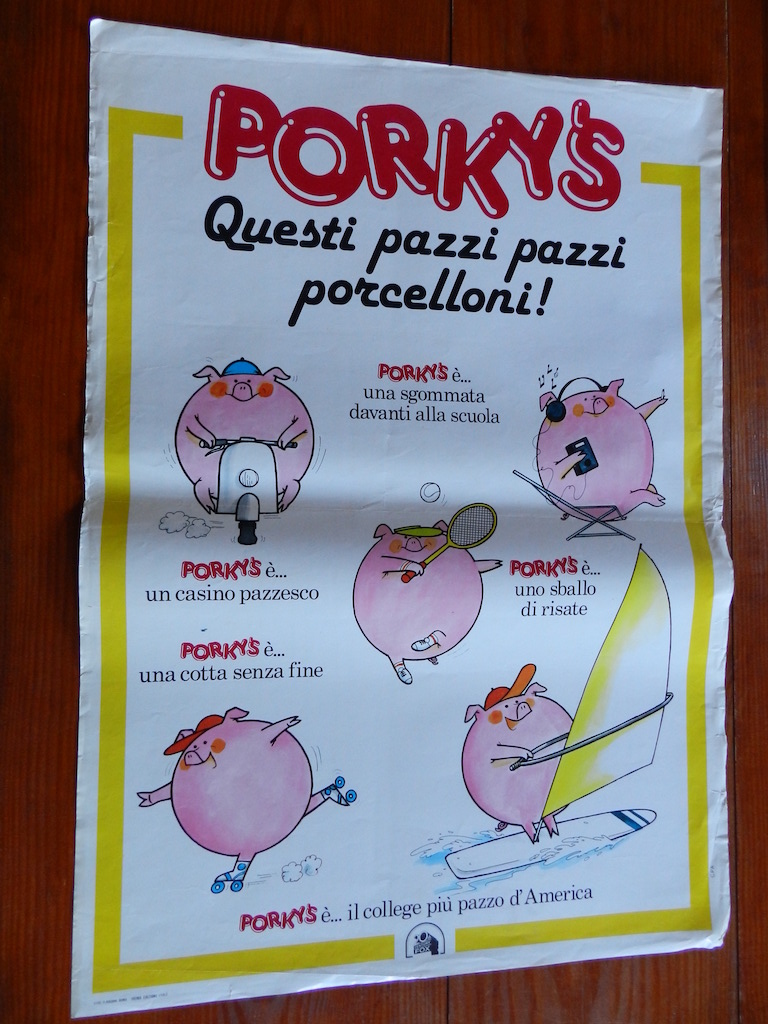 PORKY'S
Questi pazzi pazzi
porcelloni!
PORKY'S è...
una sgommata
davanti alla scuola
PORKY'S è...
un casino pazzesco
PORKY'S è...
uno sballo
di risate
PORKY'S è...
una cotta senza fine
PORKY'S è... il college più pazzo d'America
FOX